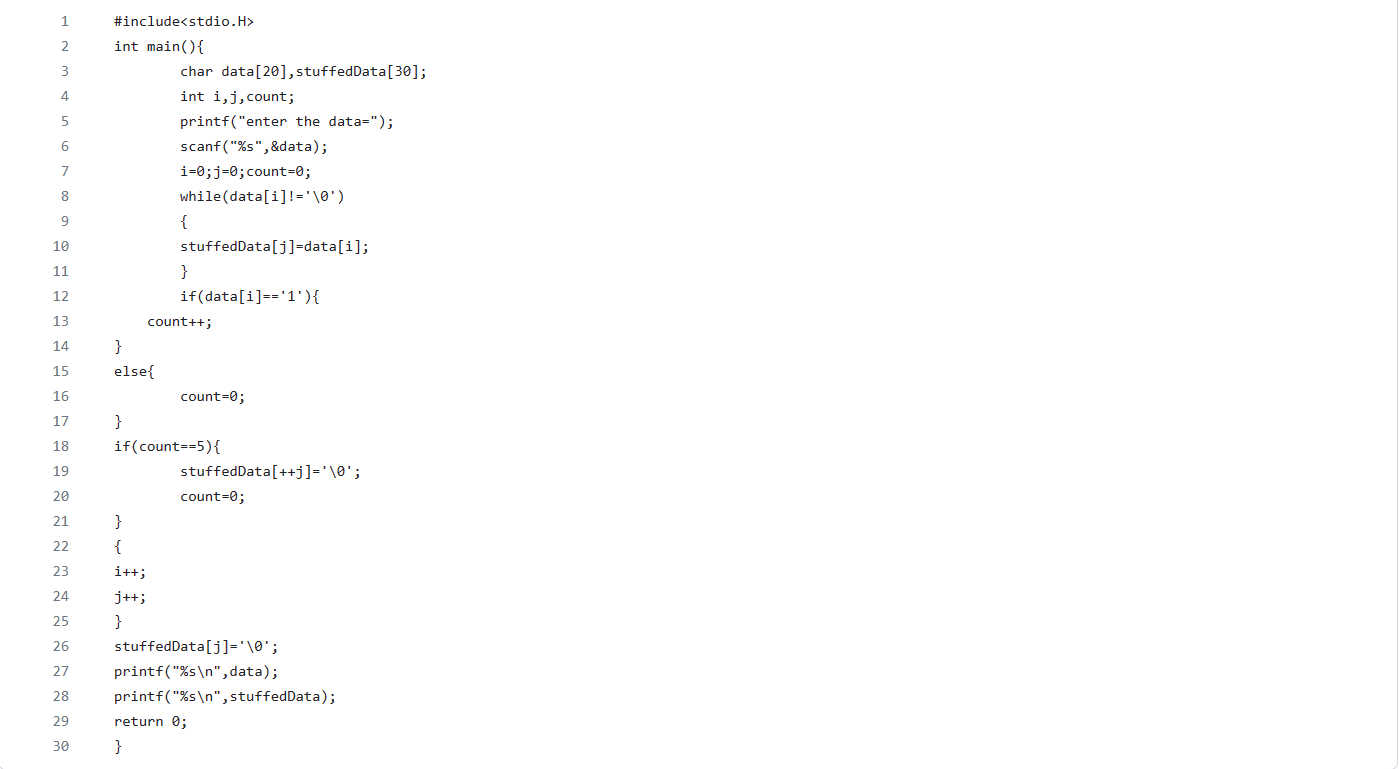 1 #include<stdio.H>
2 int main(){
3 char data[20],stuffedData[30];
4 int i,j,count;
5 printf("enter the data=");
6 scanf("%s",&data);
7 i=0;j=0;count=0;
8 while(data[i]!='\0')
9 {
10 stuffedData[j]=data[i];
11 }
12 if(data[i]=='1'){
13 count++;
14 }
15 else{
16 count=0;
17 }
18 if(count==5){
19 stuffedData[++j]='\0';
20 count=0;
21 }
22 {
23 i++;
24 j++;
25 }
26 stuffedData[j]='\0';
27 printf("%s\n",data);
28 printf("%s\n",stuffedData);
29 return 0;
30 }